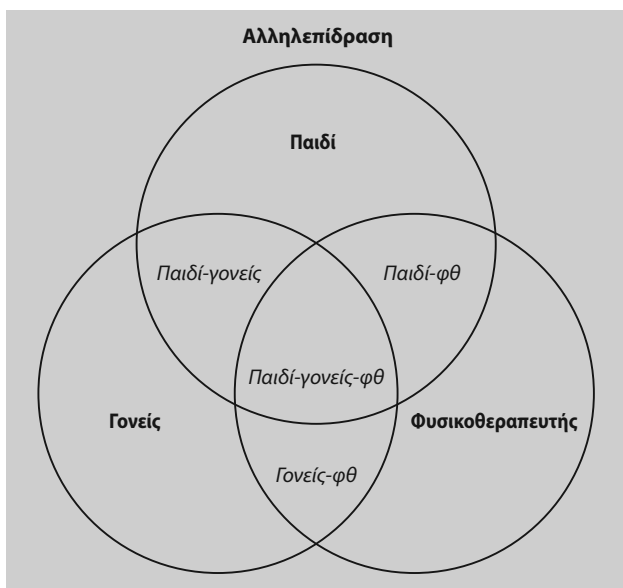 Αλληλεπίδραση
Παιδί
Παιδί-γονείς
Παιδί-φθ
Παιδί-γονείς-φθ
Γονείς
Φυσικοθεραπευτής
Γονείς-φθ